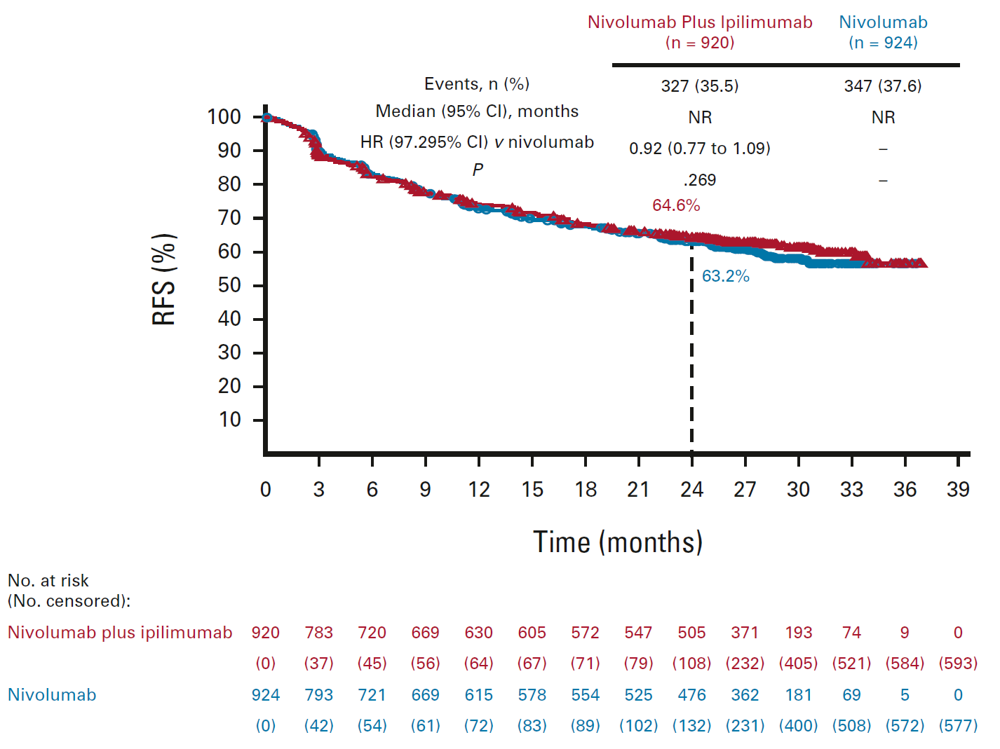 Nivolumab Plus Ipilimumab Nivolumab
(n = 920) (n = 924)
Events, n (%) 327 (35.5) 347 (37.6)
Median (95% CI), months NR NR
HR (97.295% CI) v nivolumab 0.92 (0.77 to 1.09) –
P .269 –
64.6%
63.2%
RFS (%)
100
90
80
70
60
50
40
30
20
10
0 3 6 9 12 15 18 21 24 27 30 33 36 39
Time (months)
No. at risk
(No. censored):
Nivolumab plus ipilimumab 920 783 720 669 630 605 572 547 505 371 193 74 9 0
(0) (37) (45) (56) (64) (67) (71) (79) (108) (232) (405) (521) (584) (593)
Nivolumab 924 793 721 669 615 578 554 525 476 362 181 69 5 0
(0) (42) (54) (61) (72) (83) (89) (102) (132) (231) (400) (508) (572) (577)